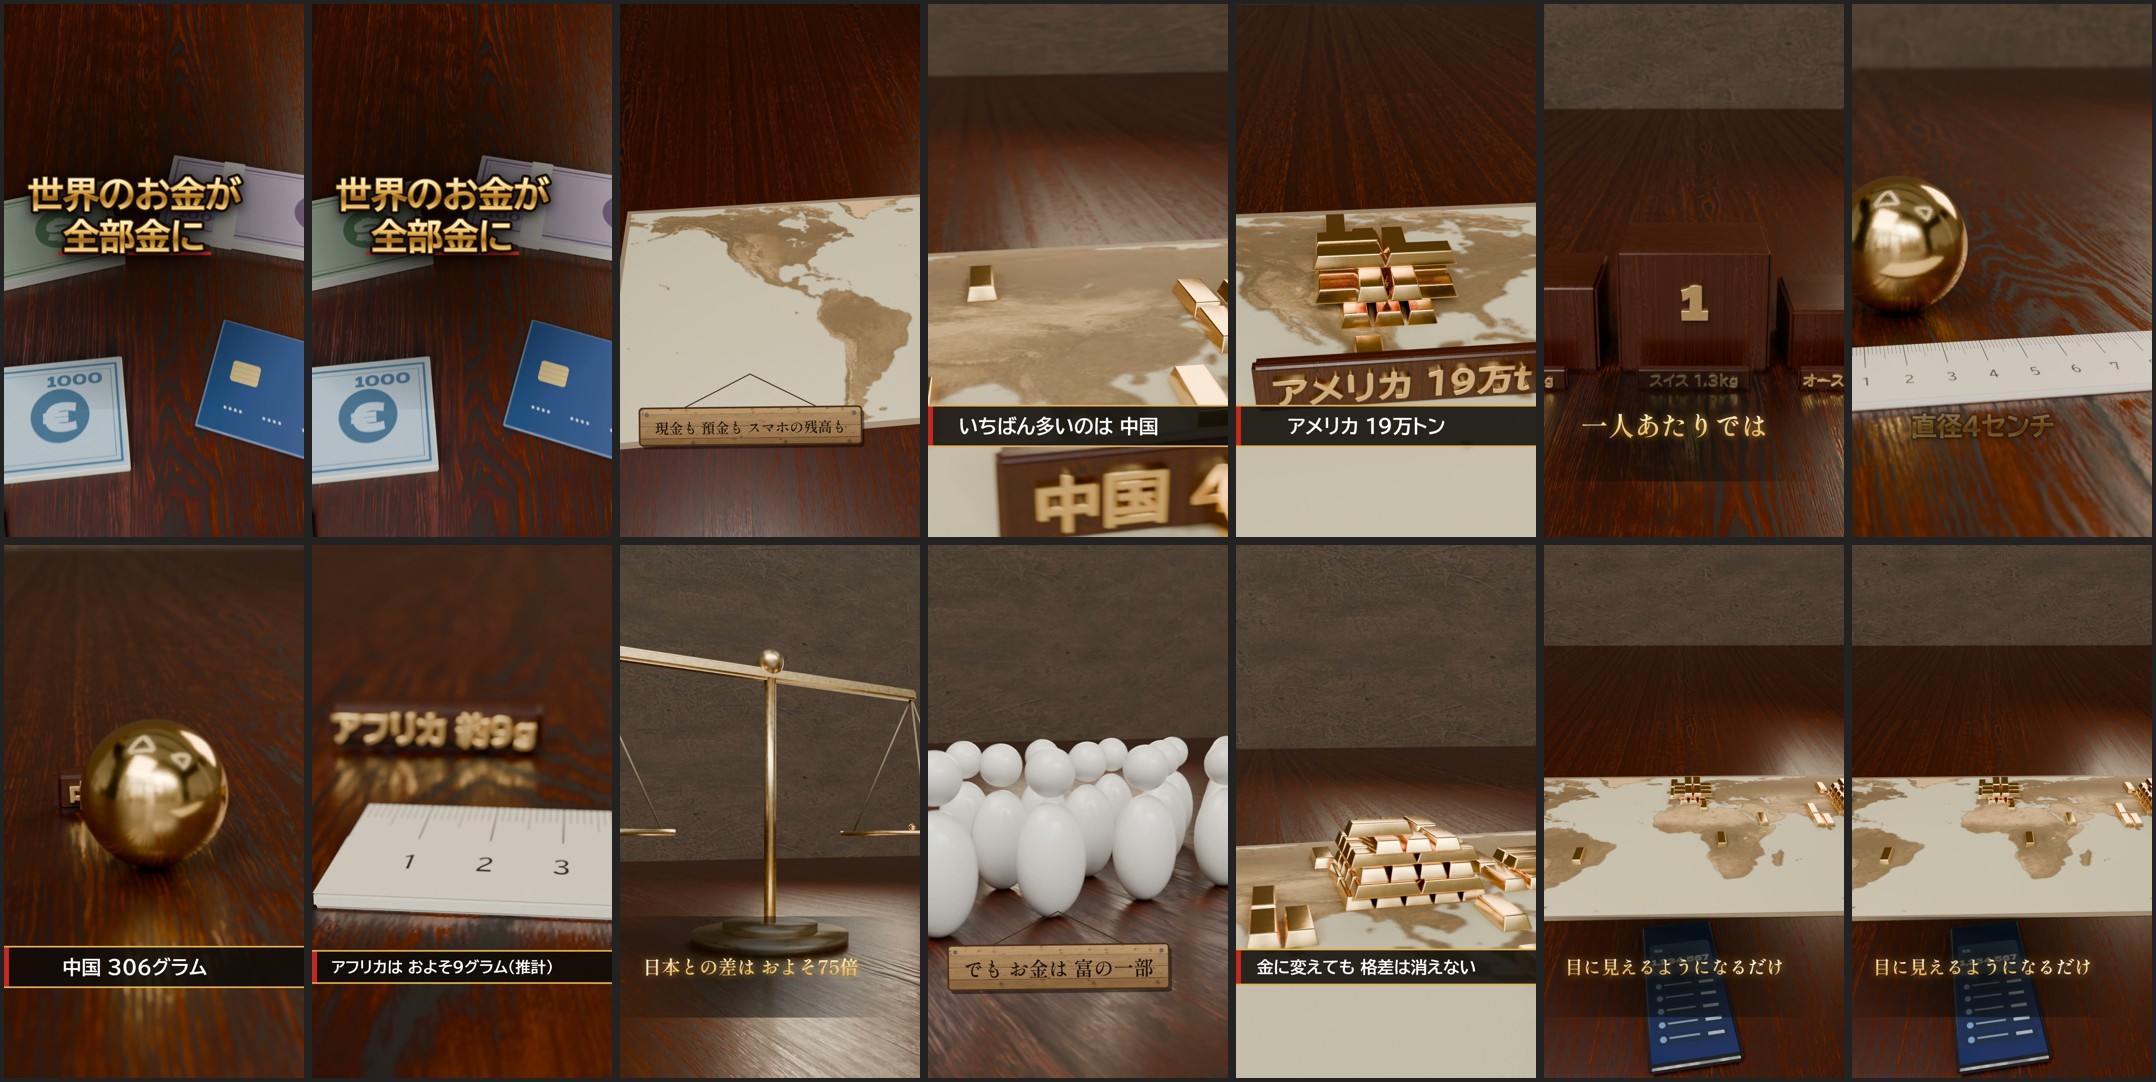 世界のお金が
全部金に
1000
€
世界のお金が
全部金に
1000
€
現金も 預金も スマホの残高も
いちばん多いのは 中国
中国 4
アメリカ 19万t
アメリカ 19万トン
1
スイス 1.3kg
オース
一人あたりでは
1 2 3 4 5 6 7
直径4センチ
中国 306グラム
アフリカ 約9g
1 2 3
アフリカは およそ9グラム(推計)
日本との差は およそ75倍
でも お金は 富の一部
金に変えても 格差は消えない
目に見えるようになるだけ
目に見えるようになるだけ